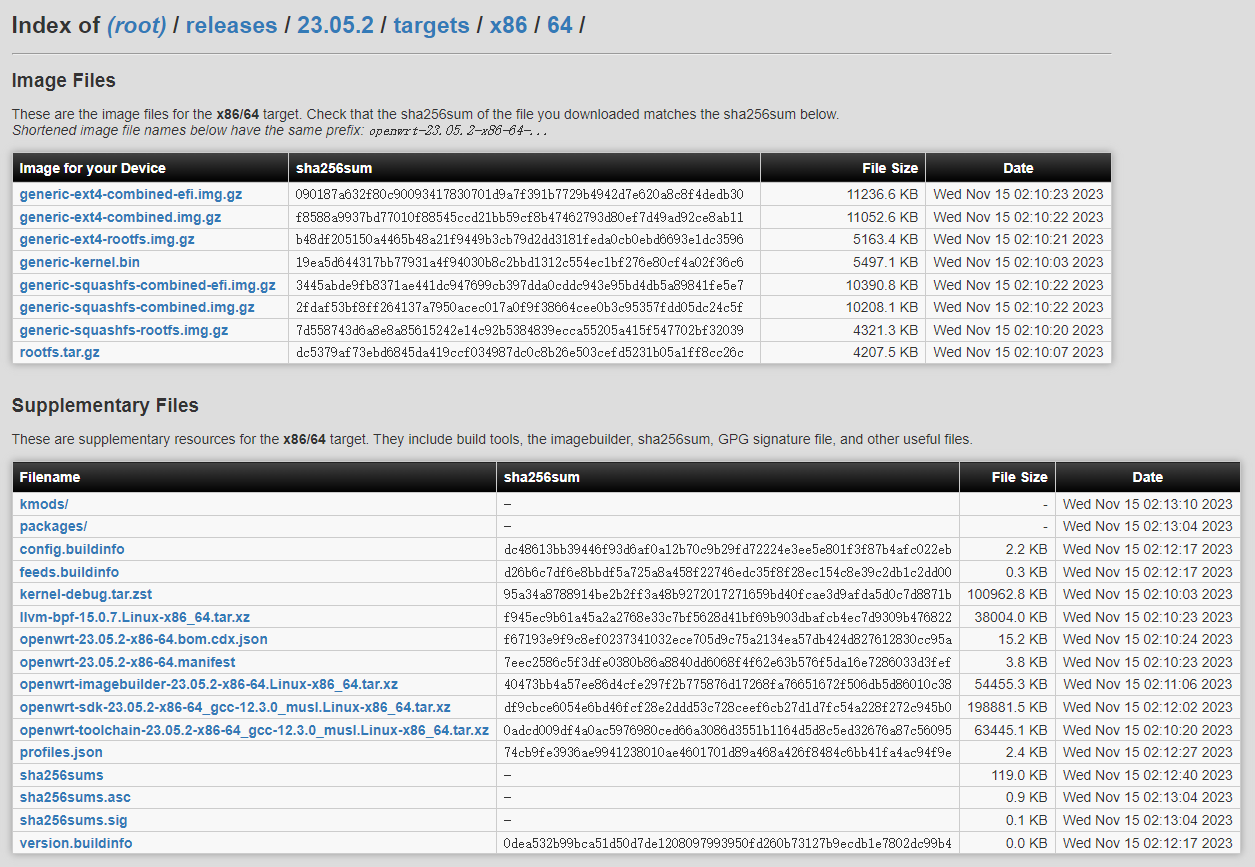 Index of (root) / releases / 23.05.2 / targets / x86 / 64 /
Image Files
These are the image files for the x86/64 target. Check that the sha256sum of the file you downloaded matches the sha256sum below.
Shortened image file names below have the same prefix: openwrt-23.05.2-x86-64-...
Image for your Device sha256sum File Size Date
generic-ext4-combined-efi.img.gz 090187a632f80c90093417830701d9a7f391b7729b4942d7e620a8c8f4dedb30 11236.6 KB Wed Nov 15 02:10:23 2023
generic-ext4-combined.img.gz f8588a9937bd77010f88545ccd21bb59cf8b47462793d80ef7d49ad92ce8ab11 11052.6 KB Wed Nov 15 02:10:22 2023
generic-ext4-rootfs.img.gz b48df205150a4465b48a21f9449b3cb79d2dd3181feda0cb0ebd6693e1dc3596 5163.4 KB Wed Nov 15 02:10:21 2023
generic-kernel.bin 19ea5d644317bb77931a4f94030b8c2bbd1312c554ec1bf276e80cf4a02f36c6 5497.1 KB Wed Nov 15 02:10:03 2023
generic-squashfs-combined-efi.img.gz 3445abde9fb8371ae441dc947699cb397dda0cddc943e95bd4db5a89841fe5e7 10390.8 KB Wed Nov 15 02:10:22 2023
generic-squashfs-combined.img.gz 2fdaf53bf8ff264137a7950acec017a0f9f38664cee0b3c95357fdd05dc24c5f 10208.1 KB Wed Nov 15 02:10:22 2023
generic-squashfs-rootfs.img.gz 7d558743d6a8e8a85615242e14c92b5384839ecca55205a415f547702bf32039 4321.3 KB Wed Nov 15 02:10:20 2023
rootfs.tar.gz dc5379af73ebd6845da419ccf034987dc0c8b26e503cefd5231b05a1ff8cc26c 4207.5 KB Wed Nov 15 02:10:07 2023
Supplementary Files
These are supplementary resources for the x86/64 target. They include build tools, the imagebuilder, sha256sum, GPG signature file, and other useful files.
Filename sha256sum File Size Date
kmods/ – - Wed Nov 15 02:13:10 2023
packages/ – - Wed Nov 15 02:13:04 2023
config.buildinfo dc48613bb39446f93d6af0a12b70c9b29fd72224e3ee5e801f3f87b4afc022eb 2.2 KB Wed Nov 15 02:12:17 2023
feeds.buildinfo d26b6c7df6e8bbdf5a725a8a458f22746edc35f8f28ec154c8e39c2db1c2dd00 0.3 KB Wed Nov 15 02:12:17 2023
kernel-debug.tar.zst 95a34a8788914be2b2ff3a48b9272017271659bd40fcae3d9afda5d0c7d8871b 100962.8 KB Wed Nov 15 02:10:03 2023
llvm-bpf-15.0.7.Linux-x86_64.tar.xz f945ec9b61a45a2a2768e33c7bf5628d41bf69b903dbafcb4ec7d9309b476822 38004.0 KB Wed Nov 15 02:10:23 2023
openwrt-23.05.2-x86-64.bom.cdx.json f67193e9f9c8ef0237341032ece705d9c75a2134ea57db424d827612830cc95a 15.2 KB Wed Nov 15 02:10:24 2023
openwrt-23.05.2-x86-64.manifest 7eec2586c5f3dfe0380b86a8840dd6068f4f62e63b576f5da16e7286033d3fef 3.8 KB Wed Nov 15 02:10:23 2023
openwrt-imagebuilder-23.05.2-x86-64.Linux-x86_64.tar.xz 40473bb4a57ee86d4cfe297f2b775876d17268fa76651672f506db5d86010c38 54455.3 KB Wed Nov 15 02:11:06 2023
openwrt-sdk-23.05.2-x86-64_gcc-12.3.0_musl.Linux-x86_64.tar.xz df9cbce6054e6bd46fcf28e2ddd53c728ceef6cb27d1d7fc54a228f272c945b0 198881.5 KB Wed Nov 15 02:12:02 2023
openwrt-toolchain-23.05.2-x86-64_gcc-12.3.0_musl.Linux-x86_64.tar.xz 0adcd009df4a0ac5976980ced66a3086d3551b1164d5d8c5ed32676a87c56095 63445.1 KB Wed Nov 15 02:10:20 2023
profiles.json 74cb9fe3936ae9941238010ae4601701d89a468a426f8484c6bb41fa4ac94f9e 2.4 KB Wed Nov 15 02:12:27 2023
sha256sums – 119.0 KB Wed Nov 15 02:12:40 2023
sha256sums.asc – 0.9 KB Wed Nov 15 02:13:04 2023
sha256sums.sig – 0.1 KB Wed Nov 15 02:13:04 2023
version.buildinfo 0dea532b99bca51d50d7de1208097993950fd260b73127b9ecdb1e7802dc99b4 0.0 KB Wed Nov 15 02:12:17 2023